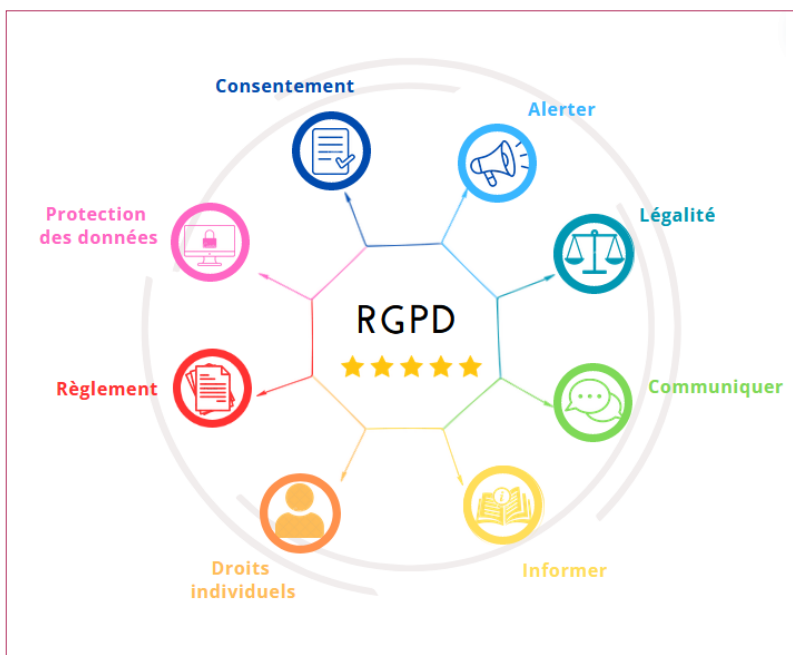 Consentement
Alerter
Protection
des données
Légalité
RGPD
Règlement
Communiquer
Droits
individuels
Informer